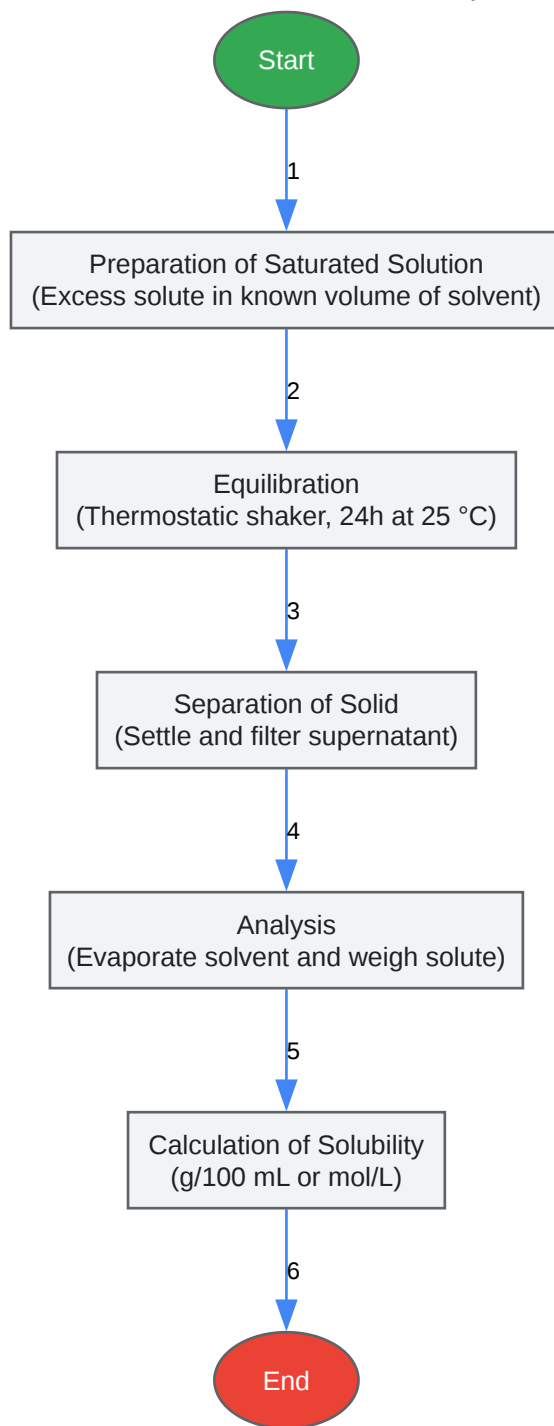 Start
1
Preparation of Saturated Solution
(Excess solute in known volume of solvent)
2
Equilibration
(Thermostatic shaker, 24h at 25 °C)
3
Separation of Solid
(Settle and filter supernatant)
4
Analysis
(Evaporate solvent and weigh solute)
5
Calculation of Solubility
(g/100 mL or mol/L)
6
End